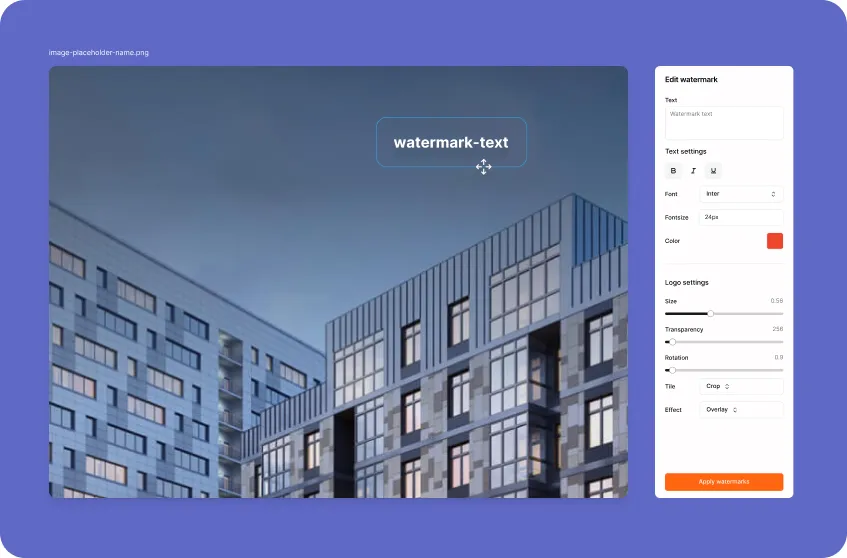 image-placeholder-name.png
watermark-text
Edit watermark
Text
Watermark text
Text settings
B I U
Font Inter
Fontsize 24px
Color
Logo settings
Size 0.56
Transparency 256
Rotation 0.9
Tile Crop
Effect Overlay
Apply watermarks